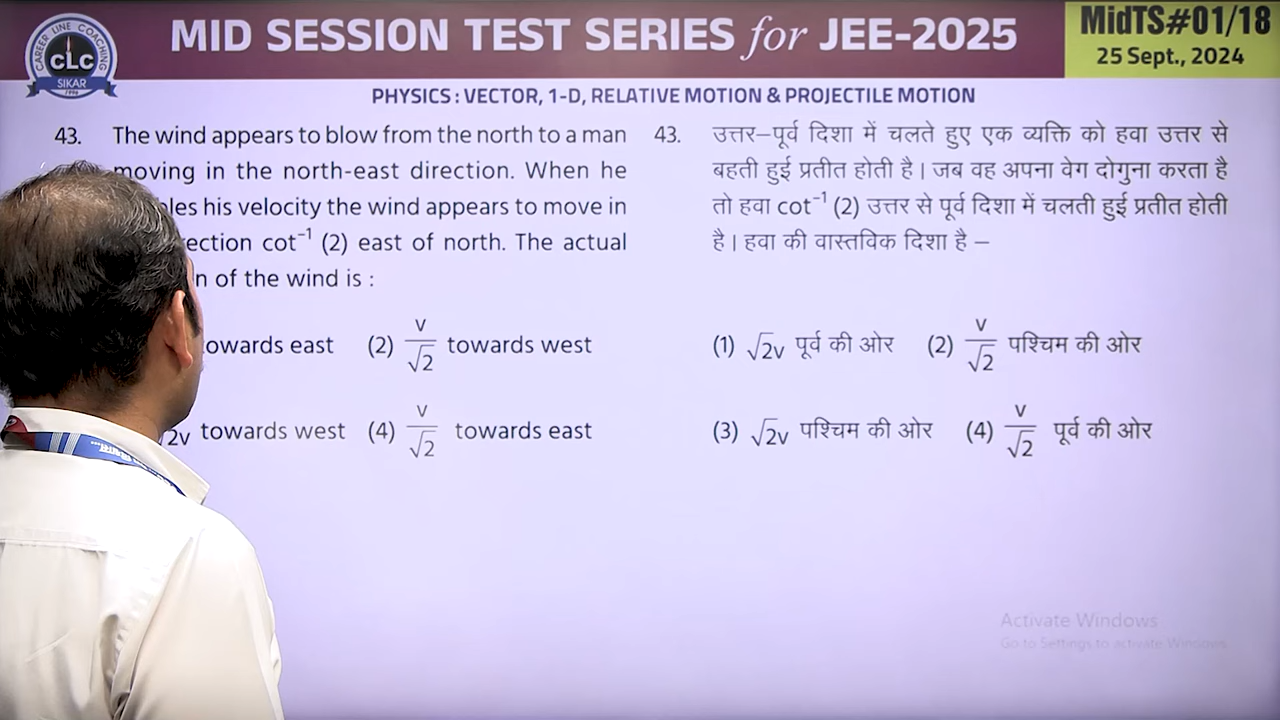 CAREER LINE COACHING
CLC
SIKAR
MID SESSION TEST SERIES for JEE-2025
MidTS#01/18
25 Sept., 2024
PHYSICS : VECTOR, 1-D, RELATIVE MOTION & PROJECTILE MOTION
43. The wind appears to blow from the north to a man
moving in the north-east direction. When he
les his velocity the wind appears to move in
ection cot⁻¹ (2) east of north. The actual
n of the wind is :
owards east (2) v/√2 towards west
√2v towards west (4) v/√2 towards east
43. उत्तर–पूर्व दिशा में चलते हुए एक व्यक्ति को हवा उत्तर से
बहती हुई प्रतीत होती है। जब वह अपना वेग दोगुना करता है
तो हवा cot⁻¹ (2) उत्तर से पूर्व दिशा में चलती हुई प्रतीत होती
है। हवा की वास्तविक दिशा है –
(1) √2v पूर्व की ओर (2) v/√2 पश्चिम की ओर
(3) √2v पश्चिम की ओर (4) v/√2 पूर्व की ओर
Activate Windows
Go to Settings to activate Windows.